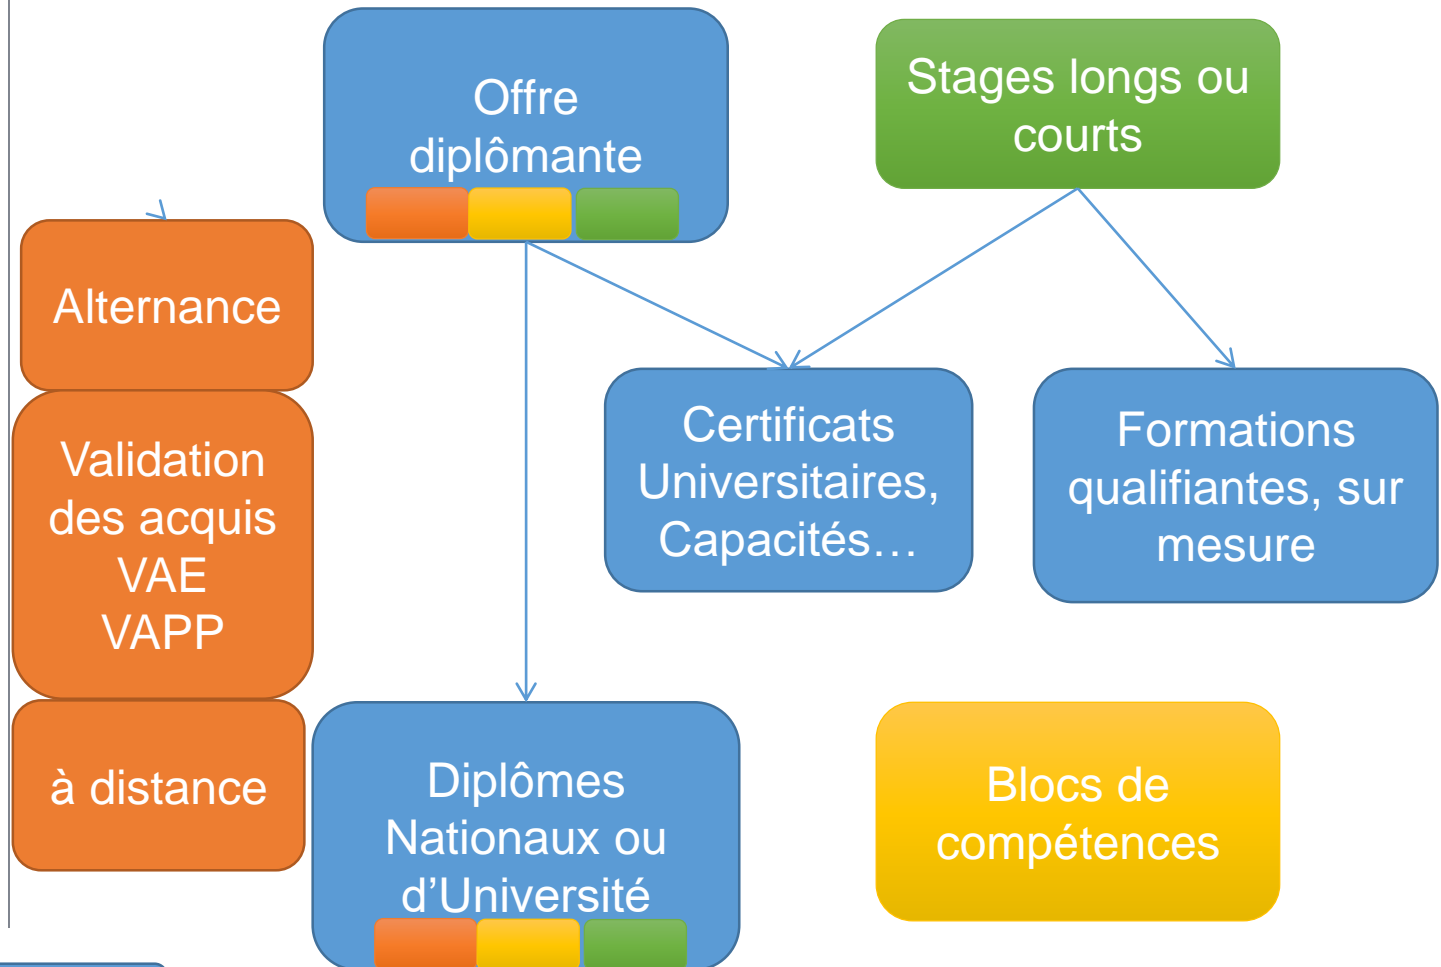 Offre
diplômante
Stages longs ou
courts
Alternance
Validation
des acquis
VAE
VAPP
à distance
Certificats
Universitaires,
Capacités…
Formations
qualifiantes, sur
mesure
Diplômes
Nationaux ou
d’Université
Blocs de
compétences